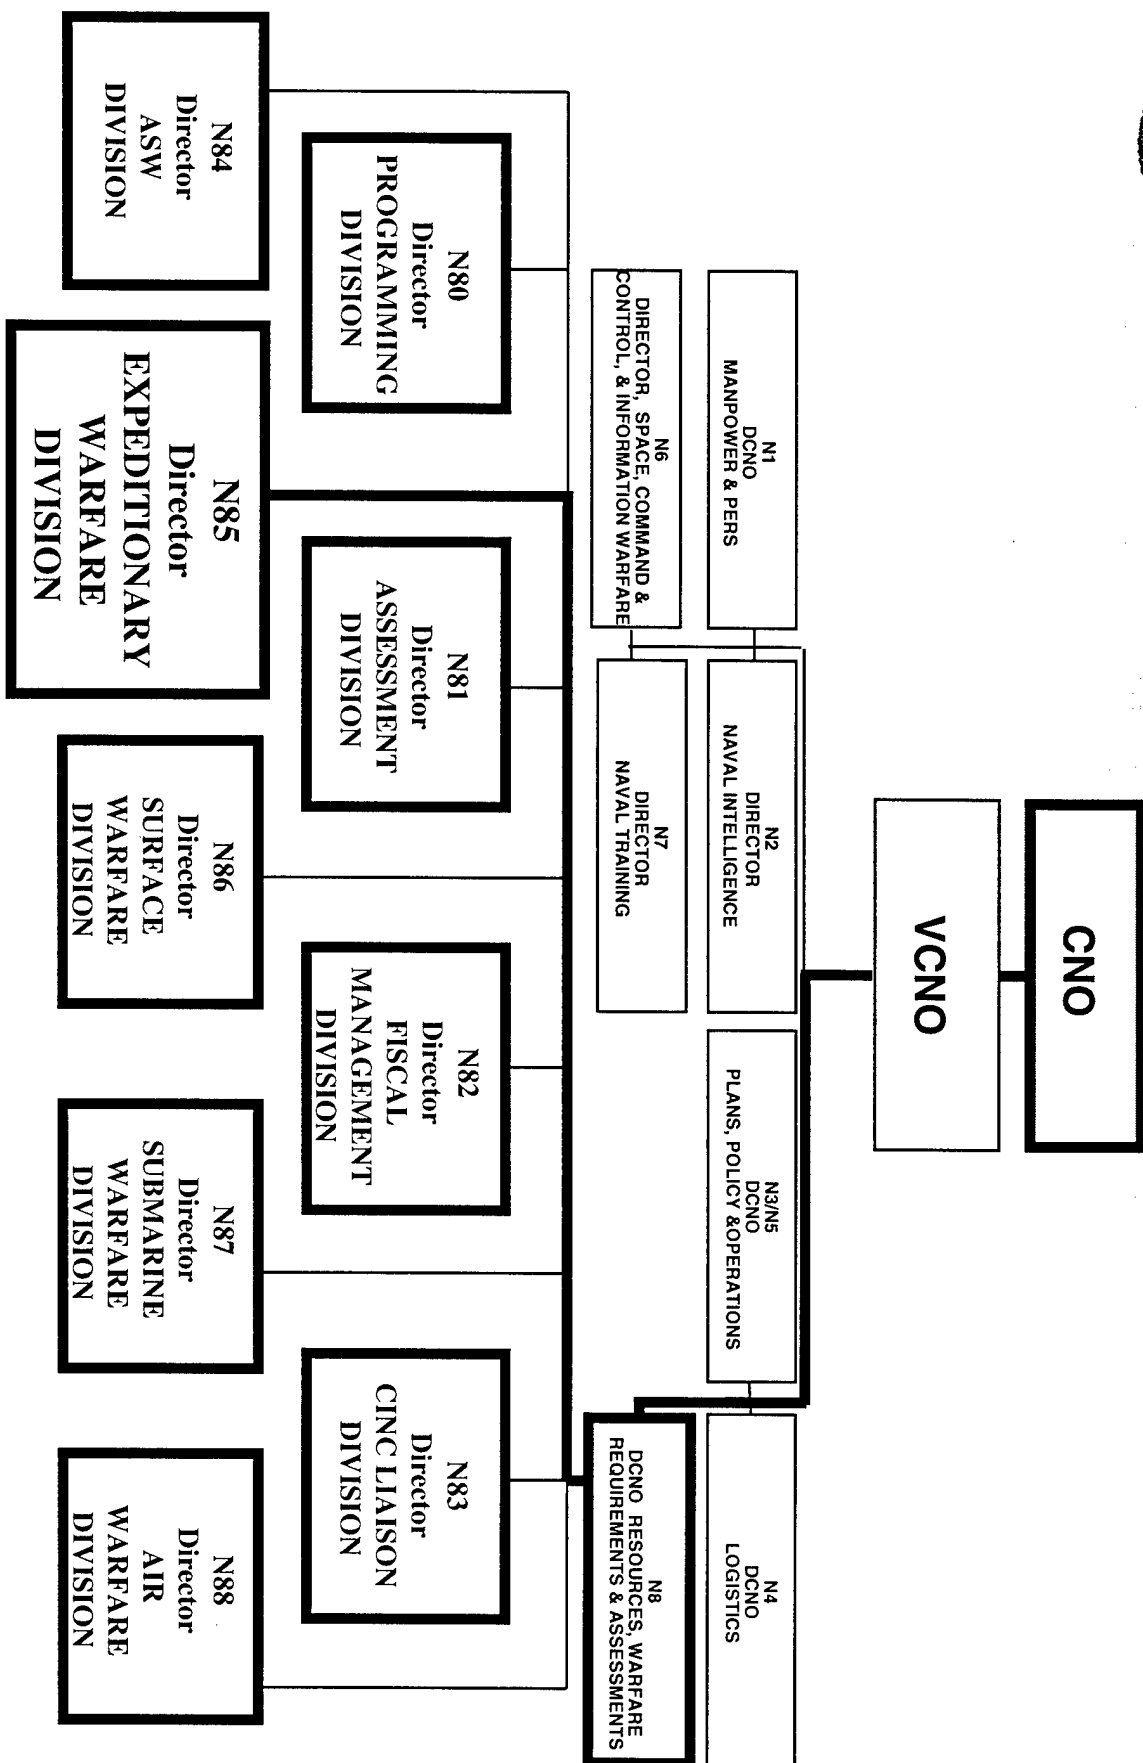 CNO
VCNO
N1
DCNO
MANPOWER & PERS
N2
DIRECTOR
NAVAL INTELLIGENCE
N3/N5
DCNO
PLANS, POLICY &OPERATIONS
N4
DCNO
LOGISTICS
N6
DIRECTOR, SPACE, COMMAND &
CONTROL, & INFORMATION WARFARE
N7
DIRECTOR
NAVAL TRAINING
N8
DCNO RESOURCES, WARFARE
REQUIREMENTS & ASSESSMENTS
N80
Director
PROGRAMMING
DIVISION
N81
Director
ASSESSMENT
DIVISION
N82
Director
FISCAL
MANAGEMENT
DIVISION
N83
Director
CINC LIAISON
DIVISION
N84
Director
ASW
DIVISION
N85
Director
EXPEDITIONARY
WARFARE
DIVISION
N86
Director
SURFACE
WARFARE
DIVISION
N87
Director
SUBMARINE
WARFARE
DIVISION
N88
Director
AIR
WARFARE
DIVISION